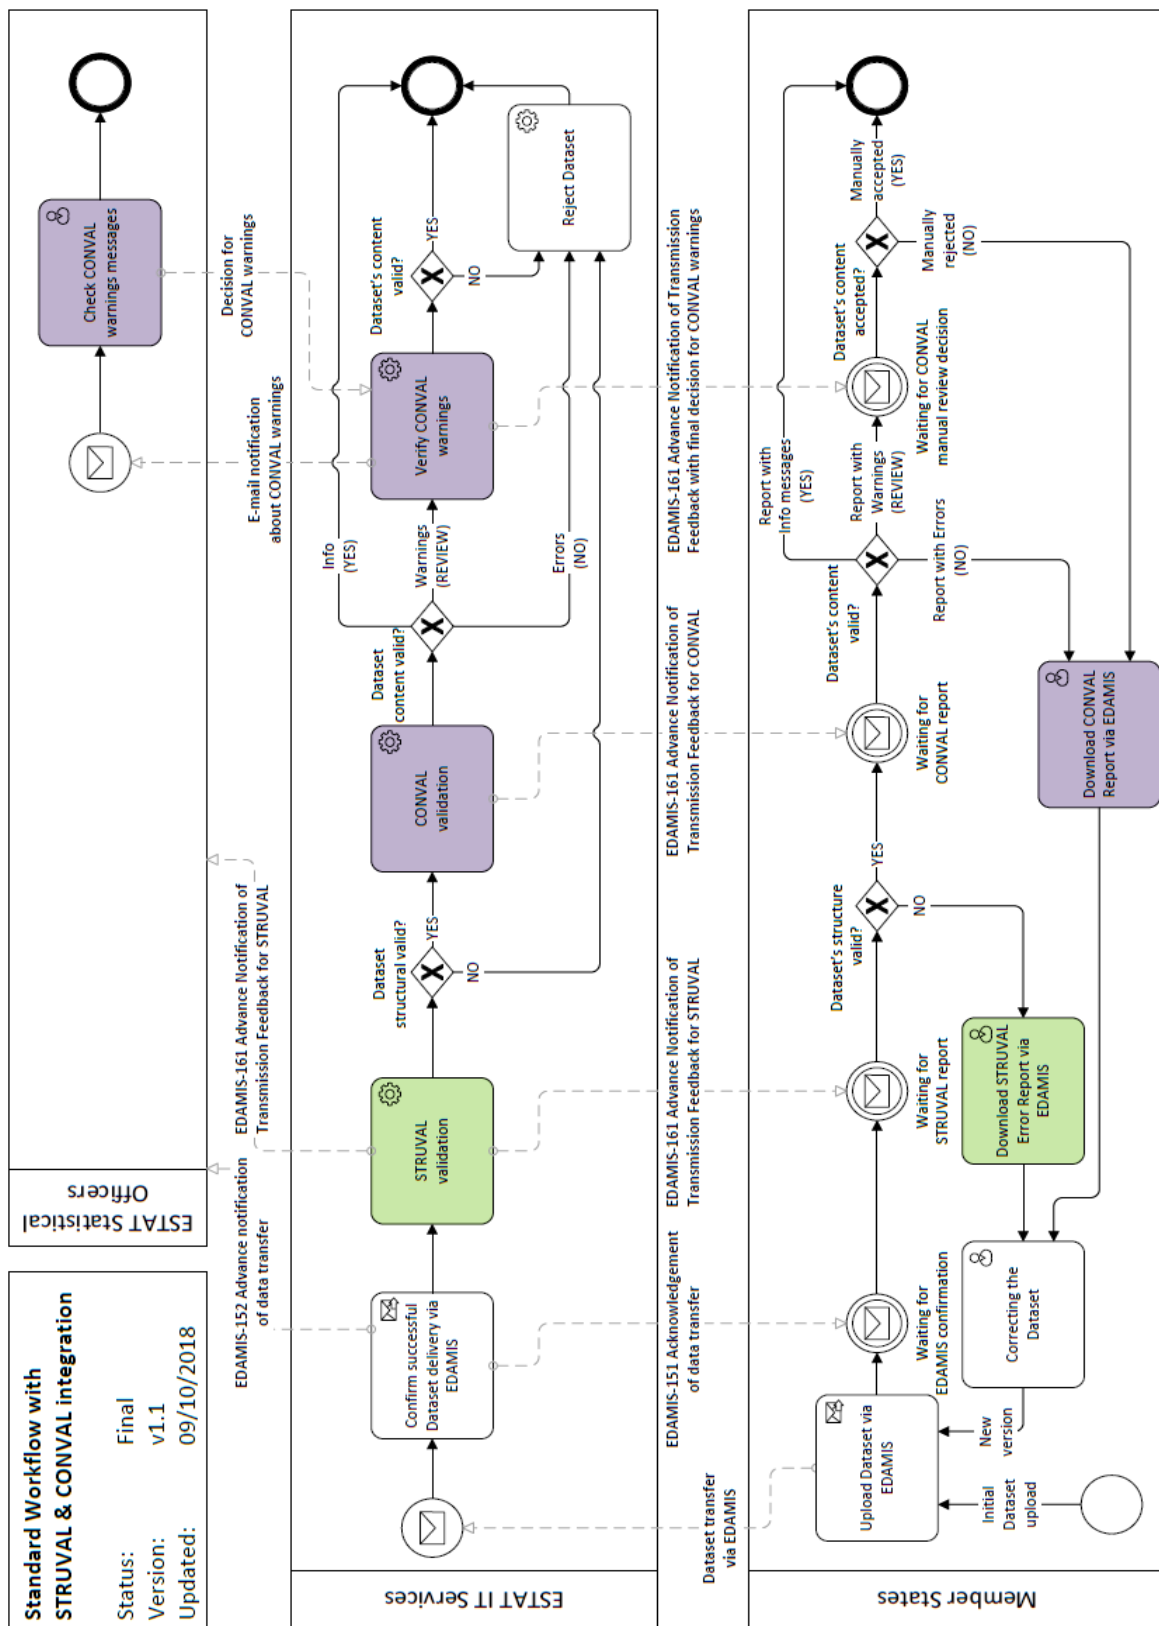 Standard Workflow with
STRUVAL & CONVAL integration
Status: Final
Version: v1.1
Updated: 09/10/2018
ESTAT Statistical
Officers
Check CONVAL
warnings messages
EDAMIS-152 Advance notification
of data transfer
EDAMIS-161 Advance Notification of
Transmission Feedback for STRUVAL
E-mail notification
about CONVAL warnings
Decision for
CONVAL warnings
ESTAT IT Services
Confirm successful
Dataset delivery via
EDAMIS
STRUVAL
validation
Dataset
structural valid?
YES
NO
CONVAL
validation
Dataset
content valid?
Info
(YES)
Warnings
(REVIEW)
Errors
(NO)
Verify CONVAL
warnings
Dataset's content
valid?
YES
NO
Reject Dataset
Dataset transfer
via EDAMIS
EDAMIS-151 Acknowledgement
of data transfer
EDAMIS-161 Advance Notification of
Transmission Feedback for STRUVAL
EDAMIS-161 Advance Notification of
Transmission Feedback for CONVAL
EDAMIS-161 Advance Notification of Transmission
Feedback with final decision for CONVAL warnings
Member States
Initial
Dataset
upload
New
version
Upload Dataset via
EDAMIS
Waiting for
EDAMIS confirmation
Correcting the
Dataset
Waiting for
STRUVAL report
Download STRUVAL
Error Report via
EDAMIS
Dataset's structure
valid?
YES
NO
Waiting for
CONVAL report
Download CONVAL
Report via EDAMIS
Dataset's content
valid?
Report with
Info messages
(YES)
Report with
Warnings
(REVIEW)
Report with Errors
(NO)
Waiting for CONVAL
manual review decision
Dataset's content
accepted?
Manually
accepted
(YES)
Manually
rejected
(NO)